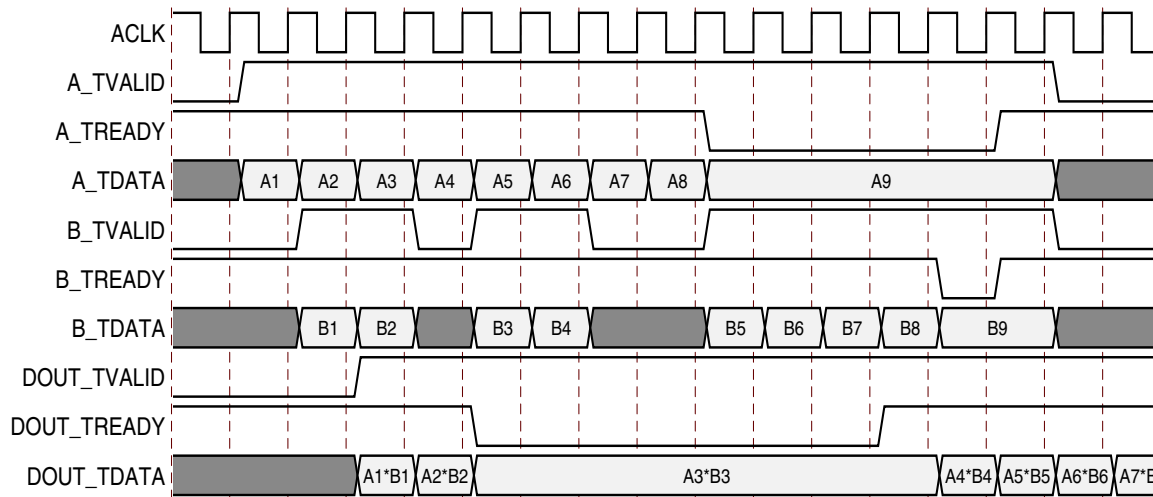 ACLK
A_TVALID
A_TREADY
A_TDATA A1 A2 A3 A4 A5 A6 A7 A8 A9
B_TVALID
B_TREADY
B_TDATA B1 B2 B3 B4 B5 B6 B7 B8 B9
DOUT_TVALID
DOUT_TREADY
DOUT_TDATA A1*B1 A2*B2 A3*B3 A4*B4 A5*B5 A6*B6 A7*B